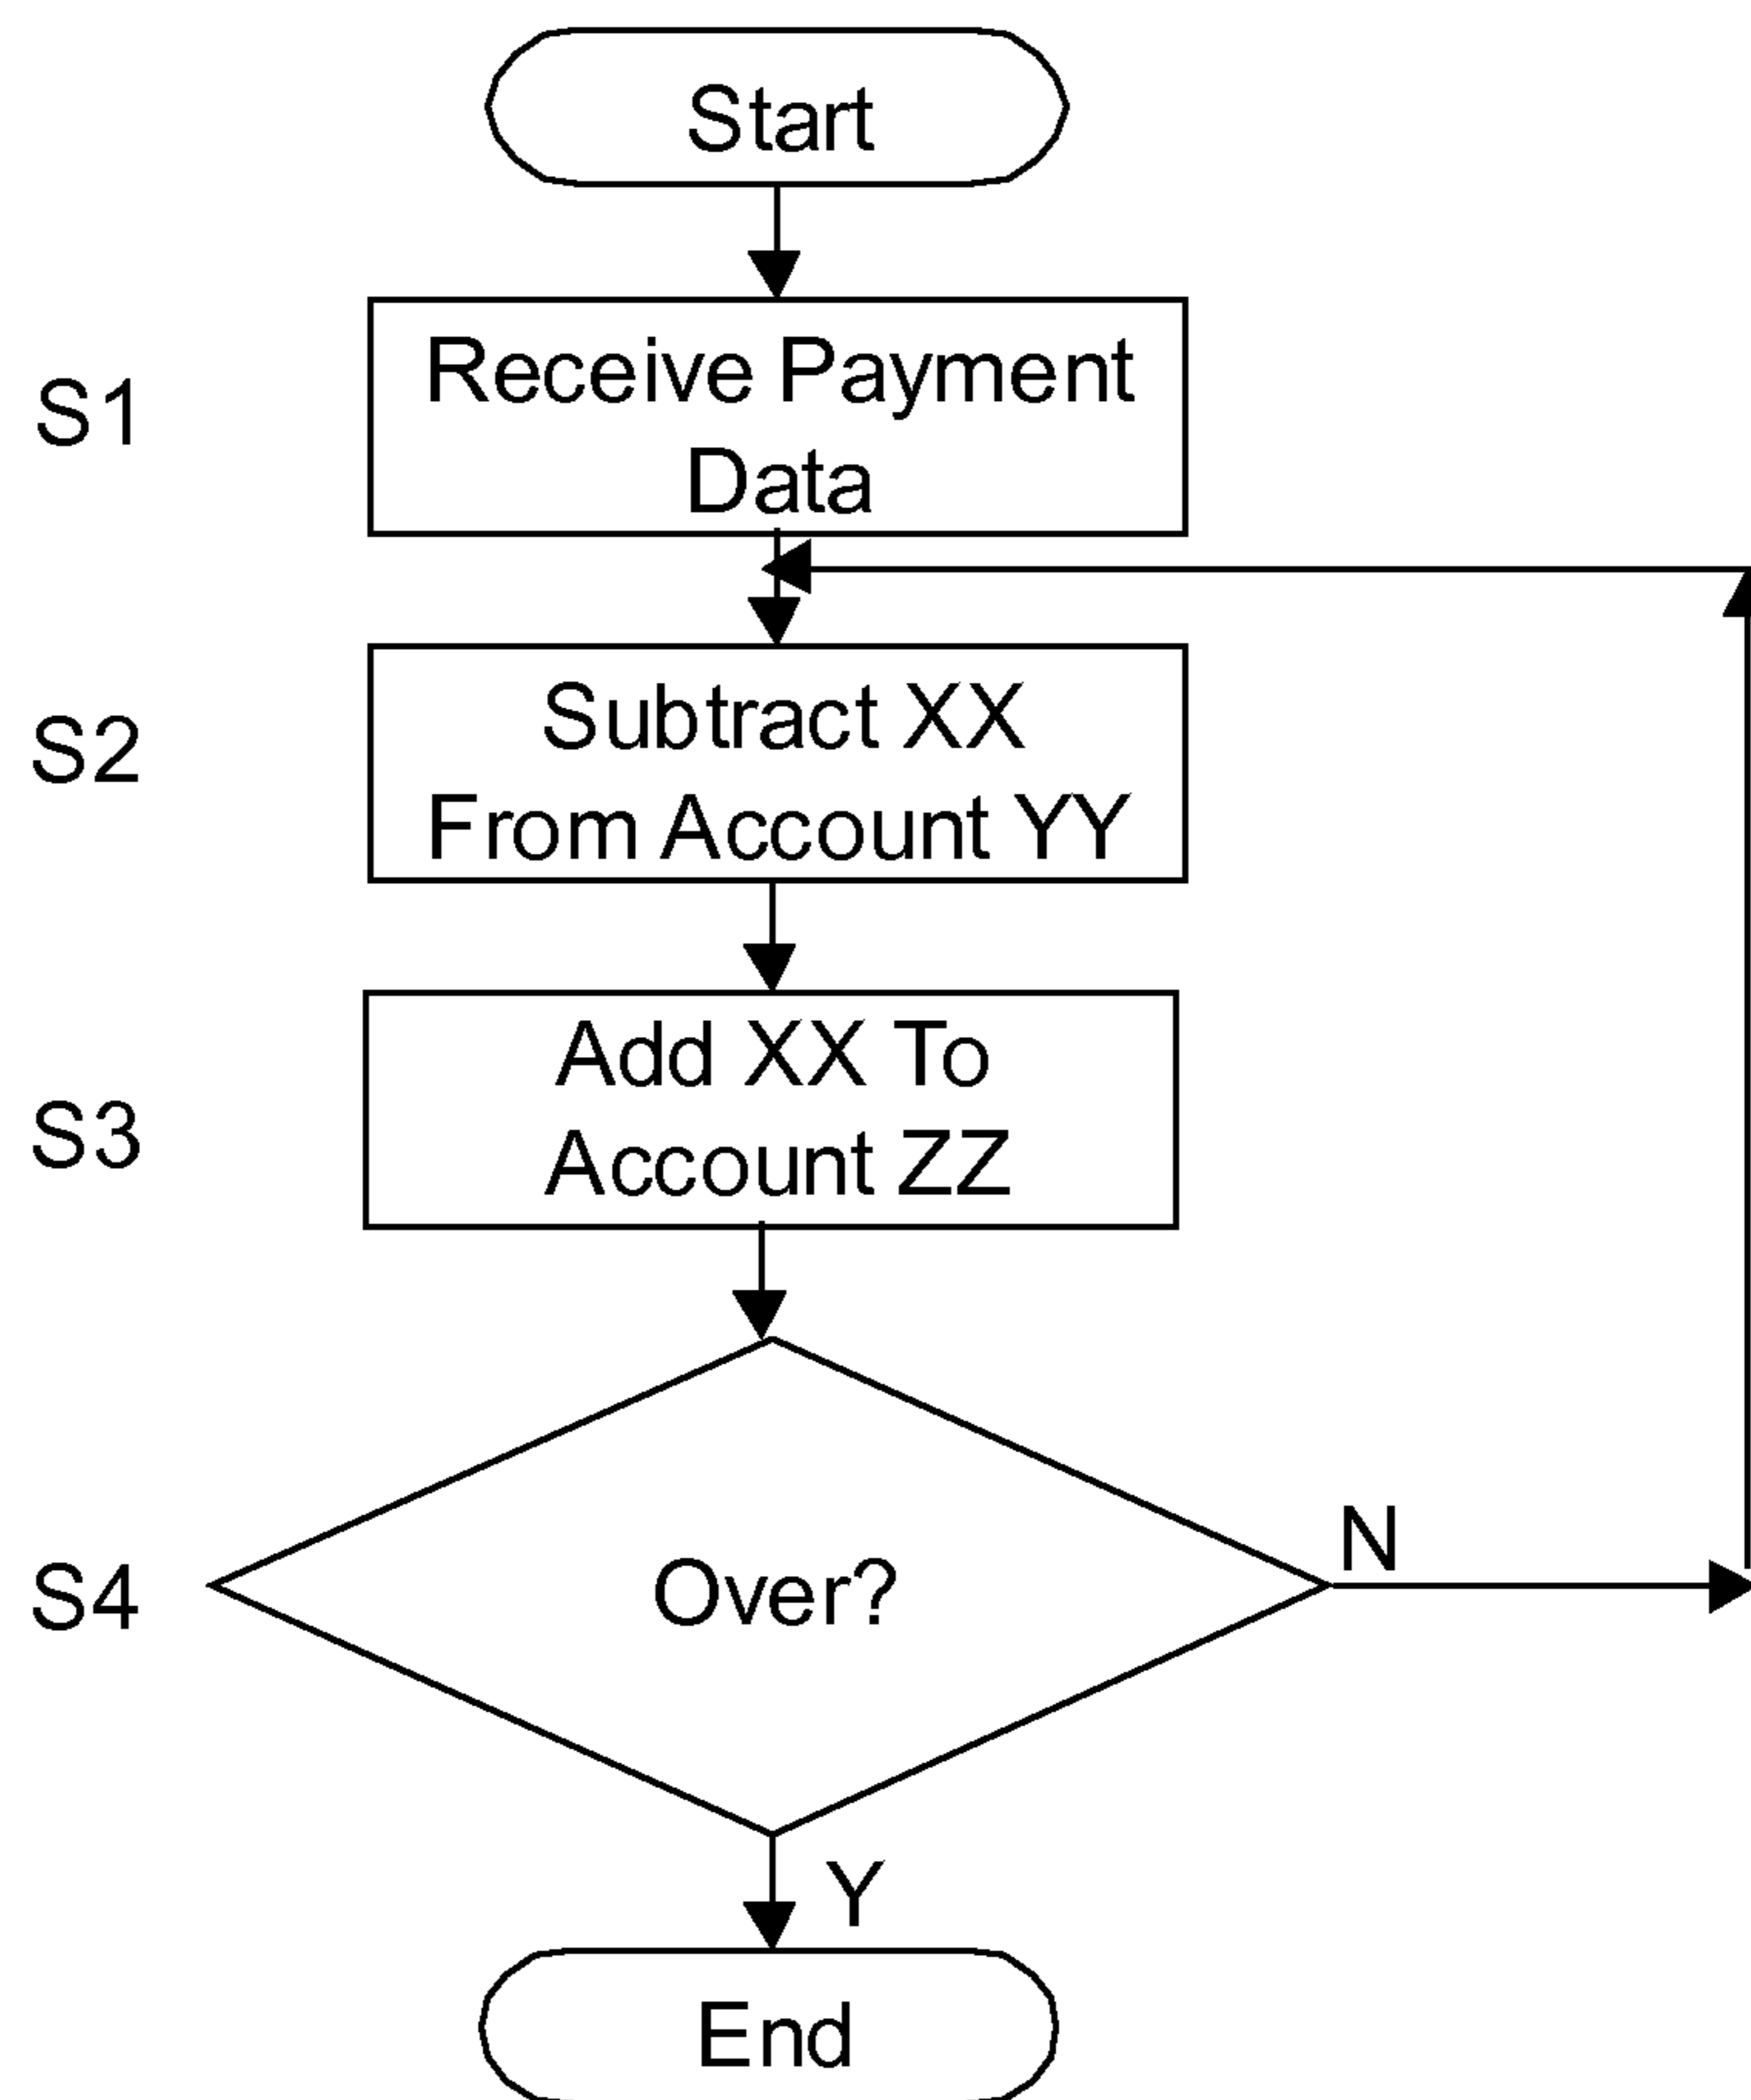 Start
S1
Receive Payment
Data
S2
Subtract XX
From Account YY
S3
Add XX To
Account ZZ
S4
Over?
N
Y
End